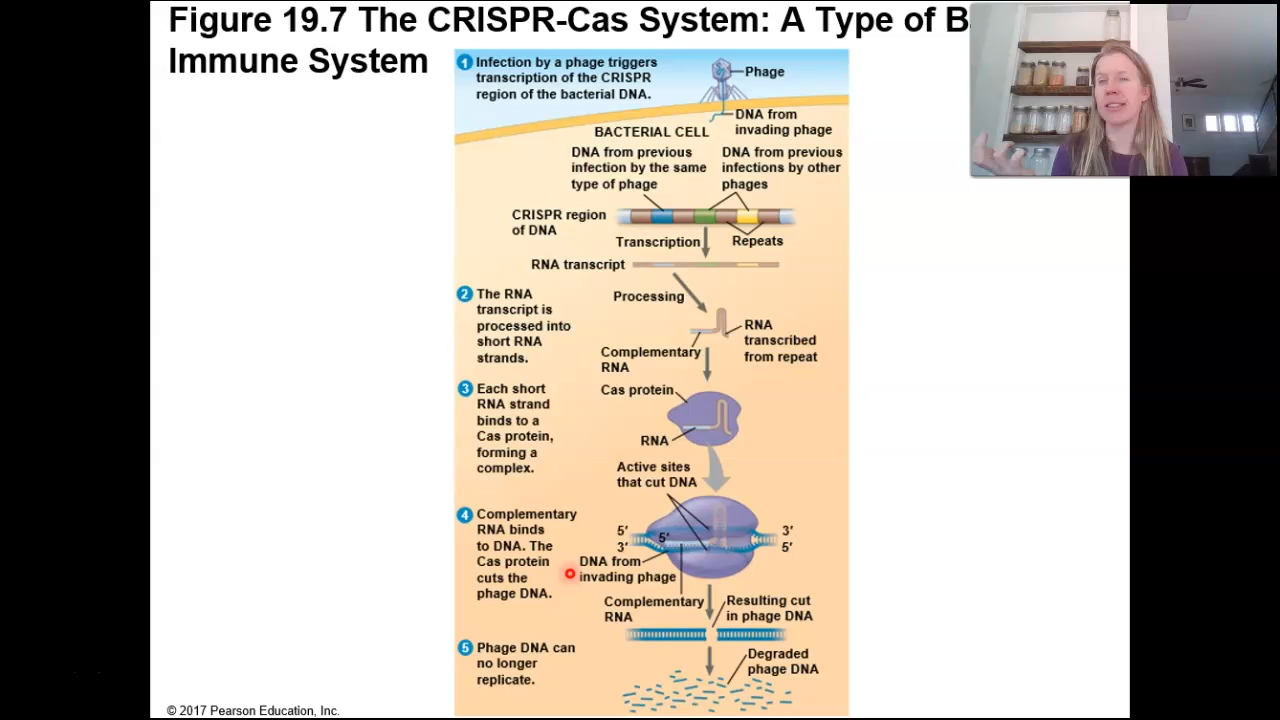 Figure 19.7 The CRISPR-Cas System: A Type of
Immune System
1 Infection by a phage triggers
transcription of the CRISPR
region of the bacterial DNA.
Phage
DNA from
invading phage
BACTERIAL CELL
DNA from previous
infection by the same
type of phage
DNA from previous
infections by other
phages
CRISPR region
of DNA
Transcription
Repeats
RNA transcript
2 The RNA
transcript is
processed into
short RNA
strands.
Processing
RNA
transcribed
from repeat
Complementary
RNA
3 Each short
RNA strand
binds to a
Cas protein,
forming a
complex.
Cas protein
RNA
Active sites
that cut DNA
4 Complementary
RNA binds
to DNA. The
Cas protein
cuts the
phage DNA.
5′
3′
5′
3′
5′
DNA from
invading phage
Complementary
RNA
Resulting cut
in phage DNA
5 Phage DNA can
no longer
replicate.
Degraded
phage DNA
© 2017 Pearson Education, Inc.